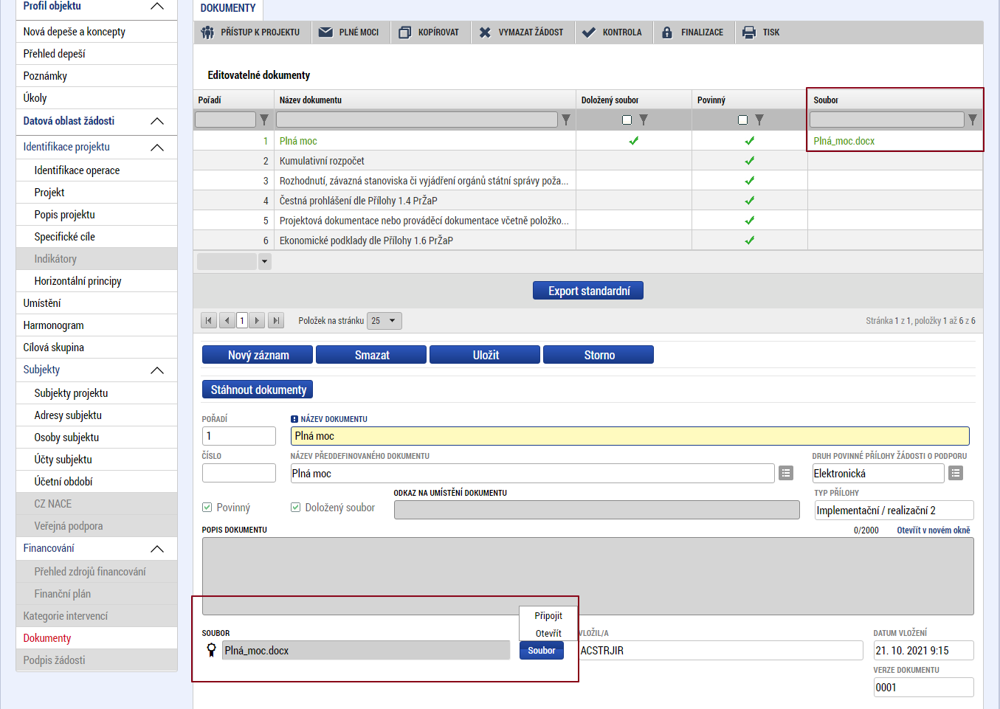 Profil objektu
Nová depeše a koncepty
Přehled depeší
Poznámky
Úkoly
Datová oblast žádosti
Identifikace projektu
Identifikace operace
Projekt
Popis projektu
Specifické cíle
Indikátory
Horizontální principy
Umístění
Harmonogram
Cílová skupina
Subjekty
Subjekty projektu
Adresy subjektu
Osoby subjektu
Účty subjektu
Účetní období
CZ NACE
Veřejná podpora
Financování
Přehled zdrojů financování
Finanční plán
Kategorie intervencí
Dokumenty
Podpis žádosti
DOKUMENTY
PŘÍSTUP K PROJEKTU PLNÉ MOCI KOPÍROVAT VYMAZAT ŽÁDOST KONTROLA FINALIZACE TISK
Editovatelné dokumenty
Pořadí Název dokumentu Doložený soubor Povinný Soubor
1 Plná moc Plná_moc.docx
2 Kumulativní rozpočet
3 Rozhodnutí, závazná stanoviska či vyjádření orgánů státní správy poža...
4 Čestná prohlášení dle Přílohy 1.4 PrŽaP
5 Projektová dokumentace nebo prováděcí dokumentace včetně položko...
6 Ekonomické podklady dle Přílohy 1.6 PrŽaP
Export standardní
1 Položek na stránku 25 Stránka 1 z 1, položky 1 až 6 z 6
Nový záznam Smazat Uložit Storno
Stáhnout dokumenty
POŘADÍ NÁZEV DOKUMENTU
1 Plná moc
ČÍSLO NÁZEV PŘEDDEFINOVANÉHO DOKUMENTU DRUH POVINNÉ PŘÍLOHY ŽÁDOSTI O PODPORU
Plná moc Elektronická
ODKAZ NA UMÍSTĚNÍ DOKUMENTU TYP PŘÍLOHY
Povinný Doložený soubor Implementační / realizační 2
POPIS DOKUMENTU 0/2000 Otevřít v novém okně
Připojit
Otevřít
SOUBOR VLOŽIL/A DATUM VLOŽENÍ
Plná_moc.docx Soubor ACSTRJIR 21. 10. 2021 9:15
VERZE DOKUMENTU
0001